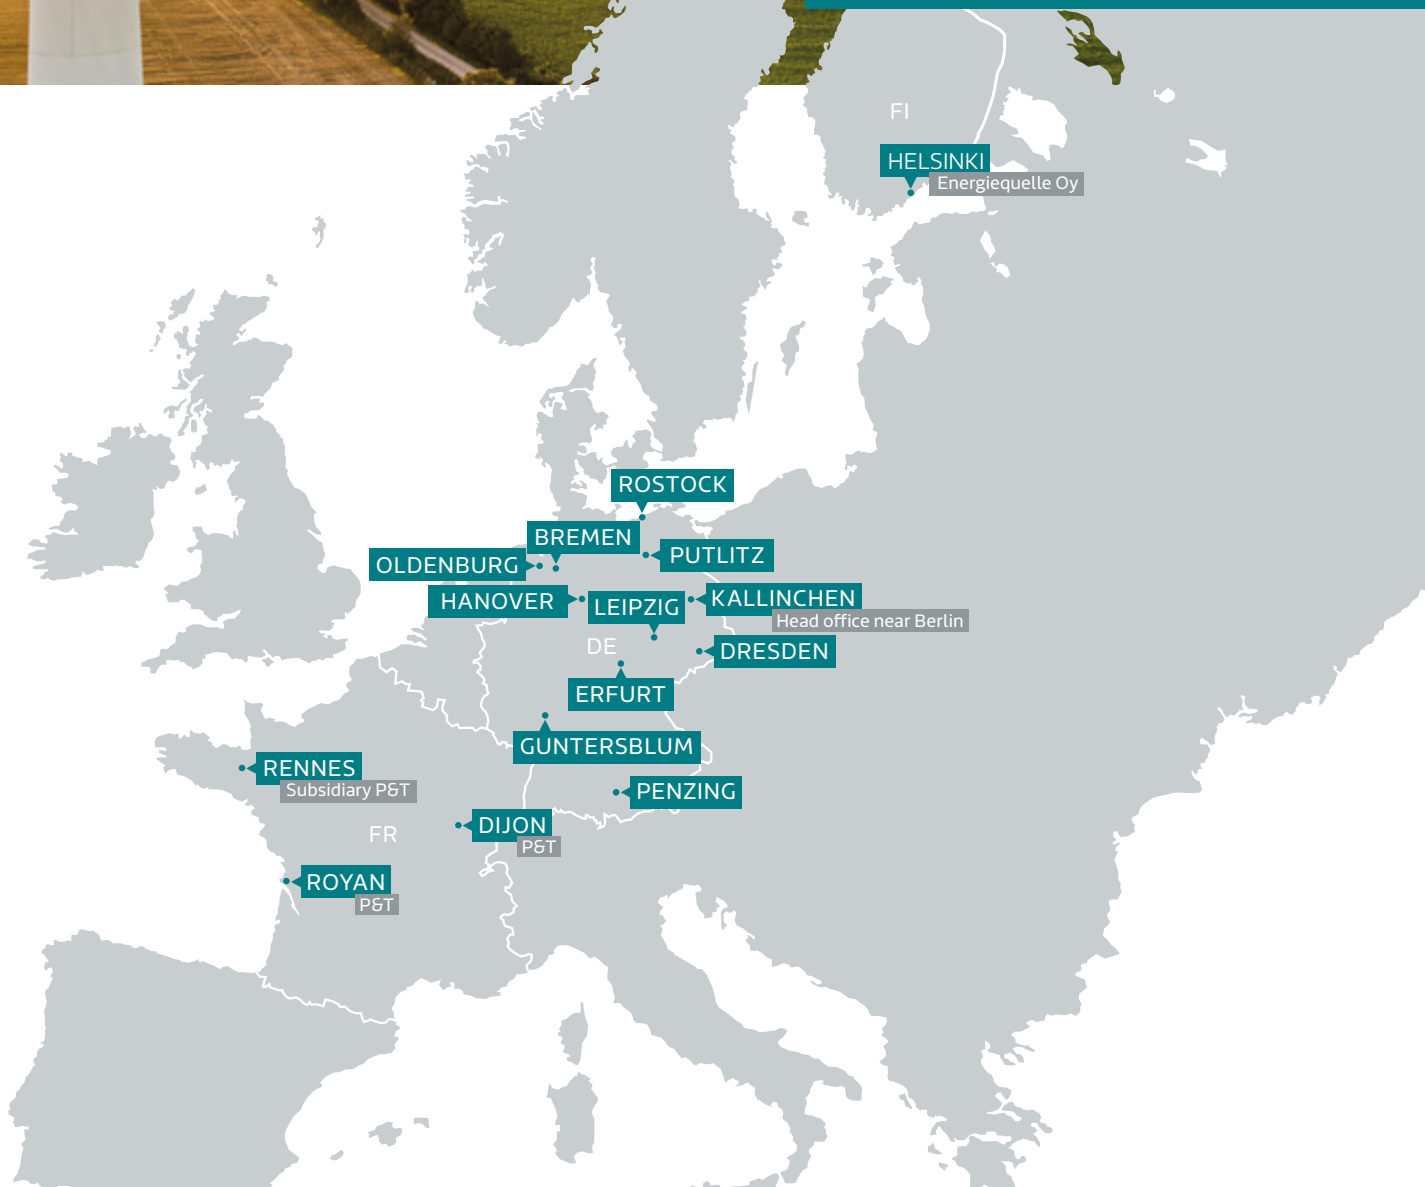 FI
HELSINKI
Energiequelle Oy
ROSTOCK
BREMEN
PUTLITZ
OLDENBURG
HANOVER
LEIPZIG
KALLINCHEN
Head office near Berlin
DE
DRESDEN
ERFURT
GUNTERSBLUM
RENNES
Subsidiary P&T
PENZING
DIJON
P&T
FR
ROYAN
P&T